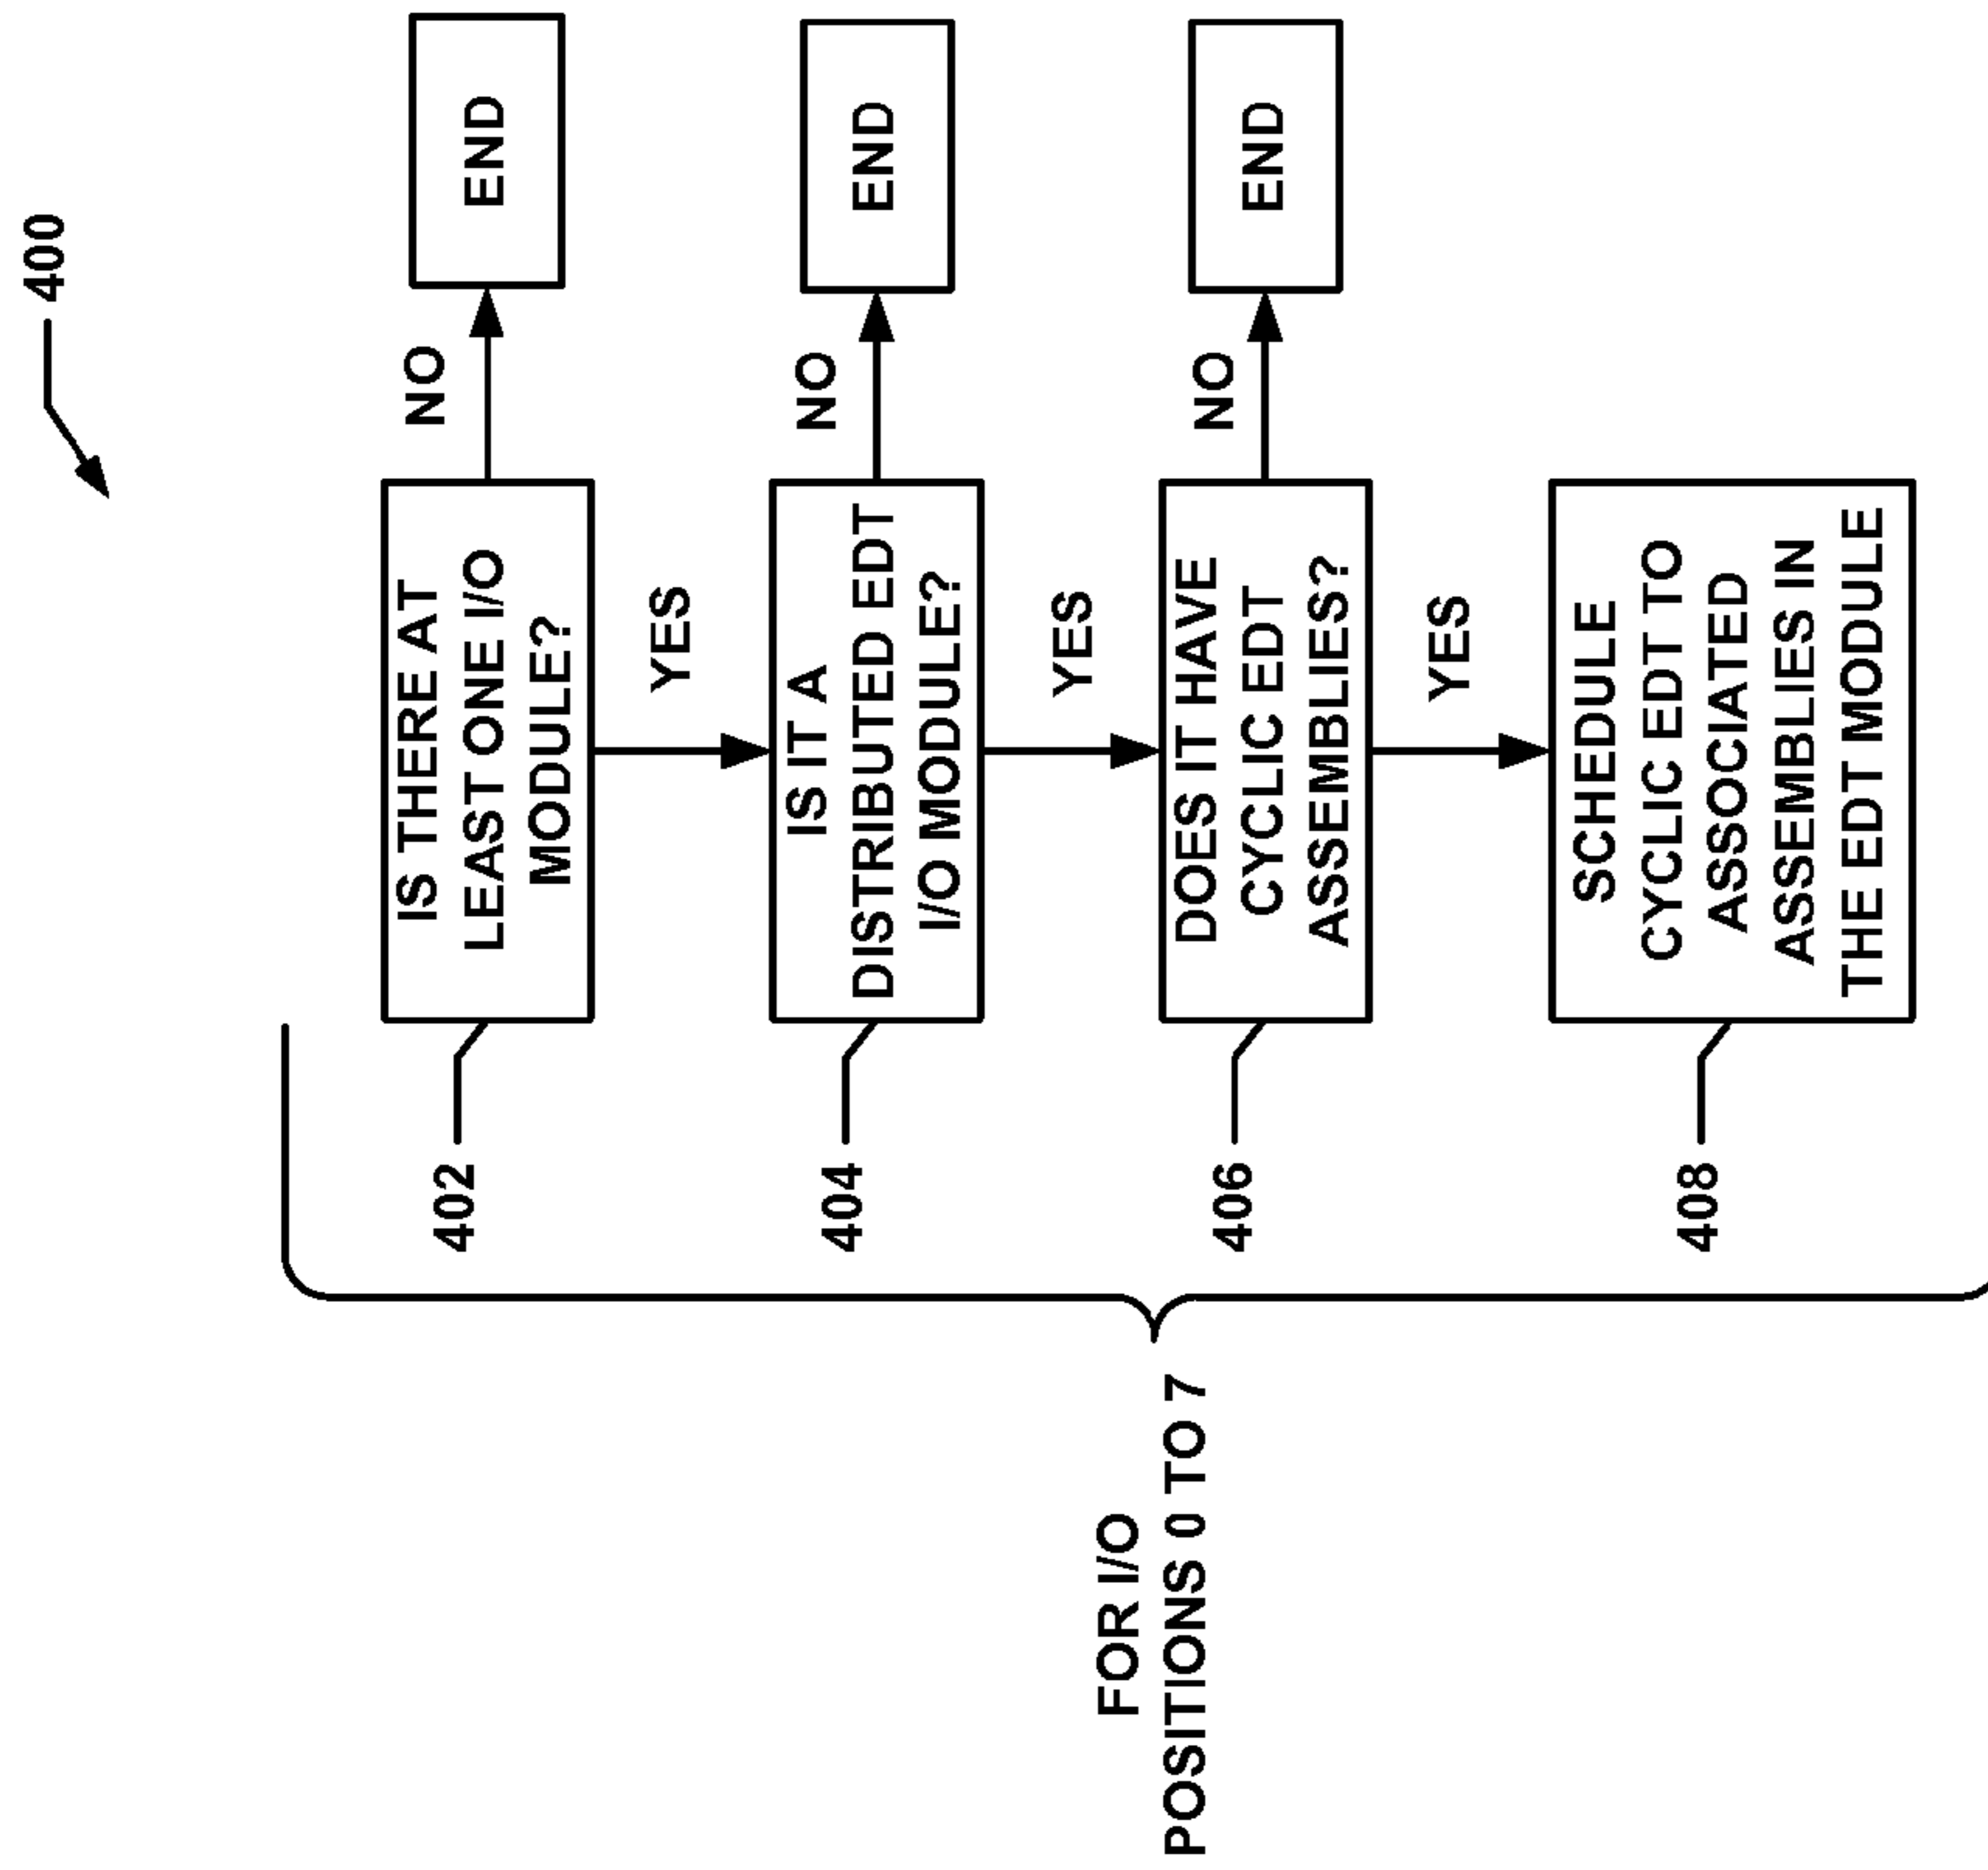 400
FOR I/O
POSITIONS 0 TO 7
402
IS THERE AT
LEAST ONE I/O
MODULE?
NO
END
YES
404
IS IT A
DISTRIBUTED EDT
I/O MODULE?
NO
END
YES
406
DOES IT HAVE
CYCLIC EDT
ASSEMBLIES?
NO
END
YES
408
SCHEDULE
CYCLIC EDT TO
ASSOCIATED
ASSEMBLIES IN
THE EDT MODULE